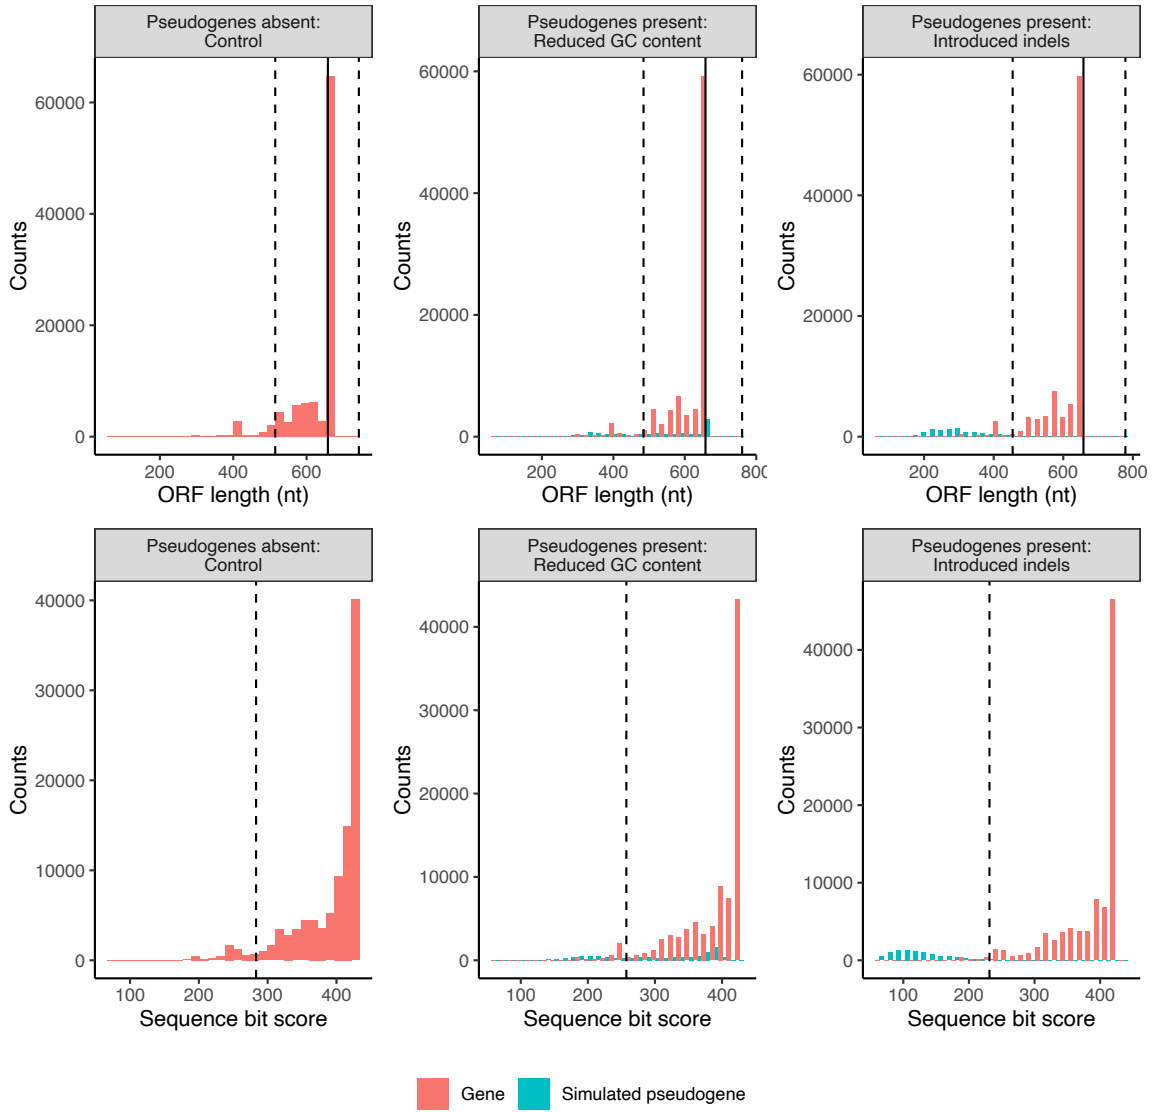 Pseudogenes absent:
Control
Pseudogenes present:
Reduced GC content
Pseudogenes present:
Introduced indels
Counts
60000
40000
20000
0
200
400
600
ORF length (nt)
Counts
60000
40000
20000
0
200
400
600
800
ORF length (nt)
Counts
60000
40000
20000
0
200
400
600
800
ORF length (nt)
Pseudogenes absent:
Control
Pseudogenes present:
Reduced GC content
Pseudogenes present:
Introduced indels
Counts
40000
30000
20000
10000
0
100
200
300
400
Sequence bit score
Counts
40000
30000
20000
10000
0
100
200
300
400
Sequence bit score
Counts
40000
30000
20000
10000
0
100
200
300
400
Sequence bit score
Gene
Simulated pseudogene